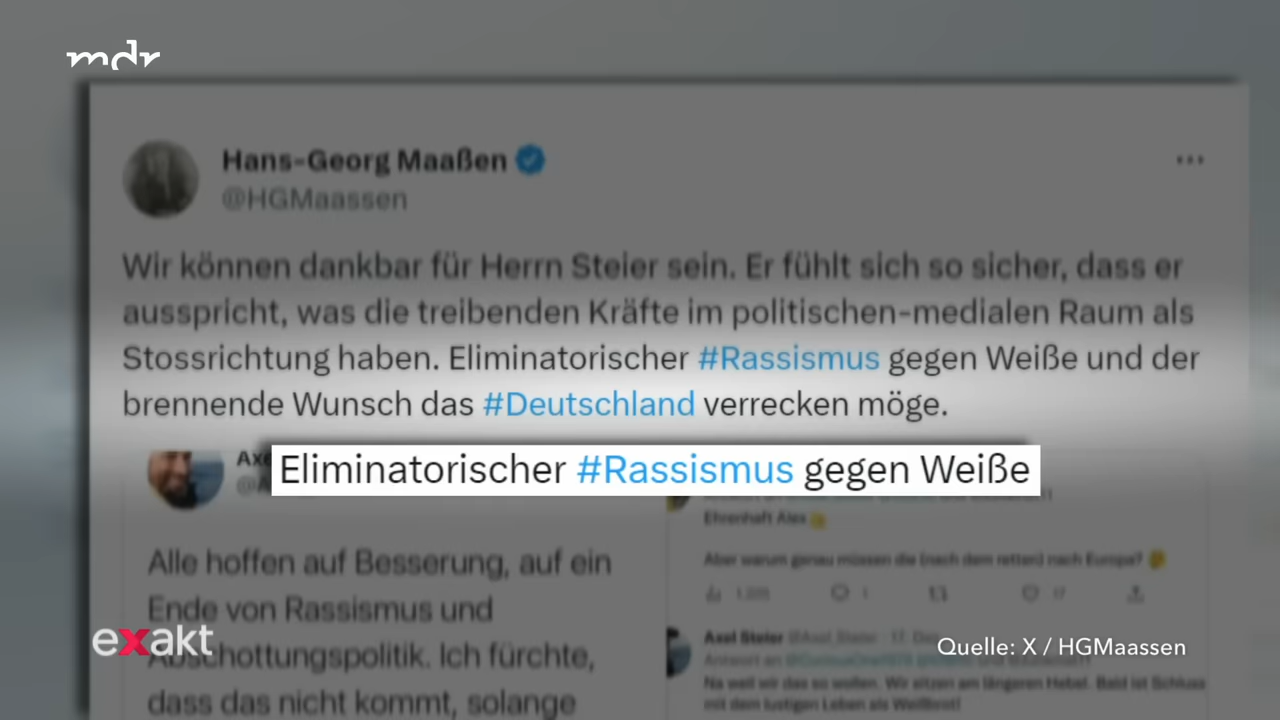 mdr
Hans-Georg Maaßen
@HGMaassen
Wir können dankbar für Herrn Steier sein. Er fühlt sich so sicher, dass er
ausspricht, was die treibenden Kräfte im politischen-medialen Raum als
Stossrichtung haben. Eliminatorischer #Rassismus gegen Weiße und der
brennende Wunsch das #Deutschland verrecken möge.
Eliminatorischer #Rassismus gegen Weiße
Alle hoffen auf Besserung, auf ein
Ende von Rassismus und
Abschottungspolitik. Ich fürchte,
dass das nicht kommt, solange
Ehrenhaft Alex
Aber warum genau müssen die (nach dem retten) nach Europa?
1
17
Axel Steier
Antwort an
Na weil wir das so wollen. Wir sitzen am längeren Hebel. Bald ist Schluss
mit dem lustigen Leben als Weißbrot!
exakt
Quelle: X / HGMaassen